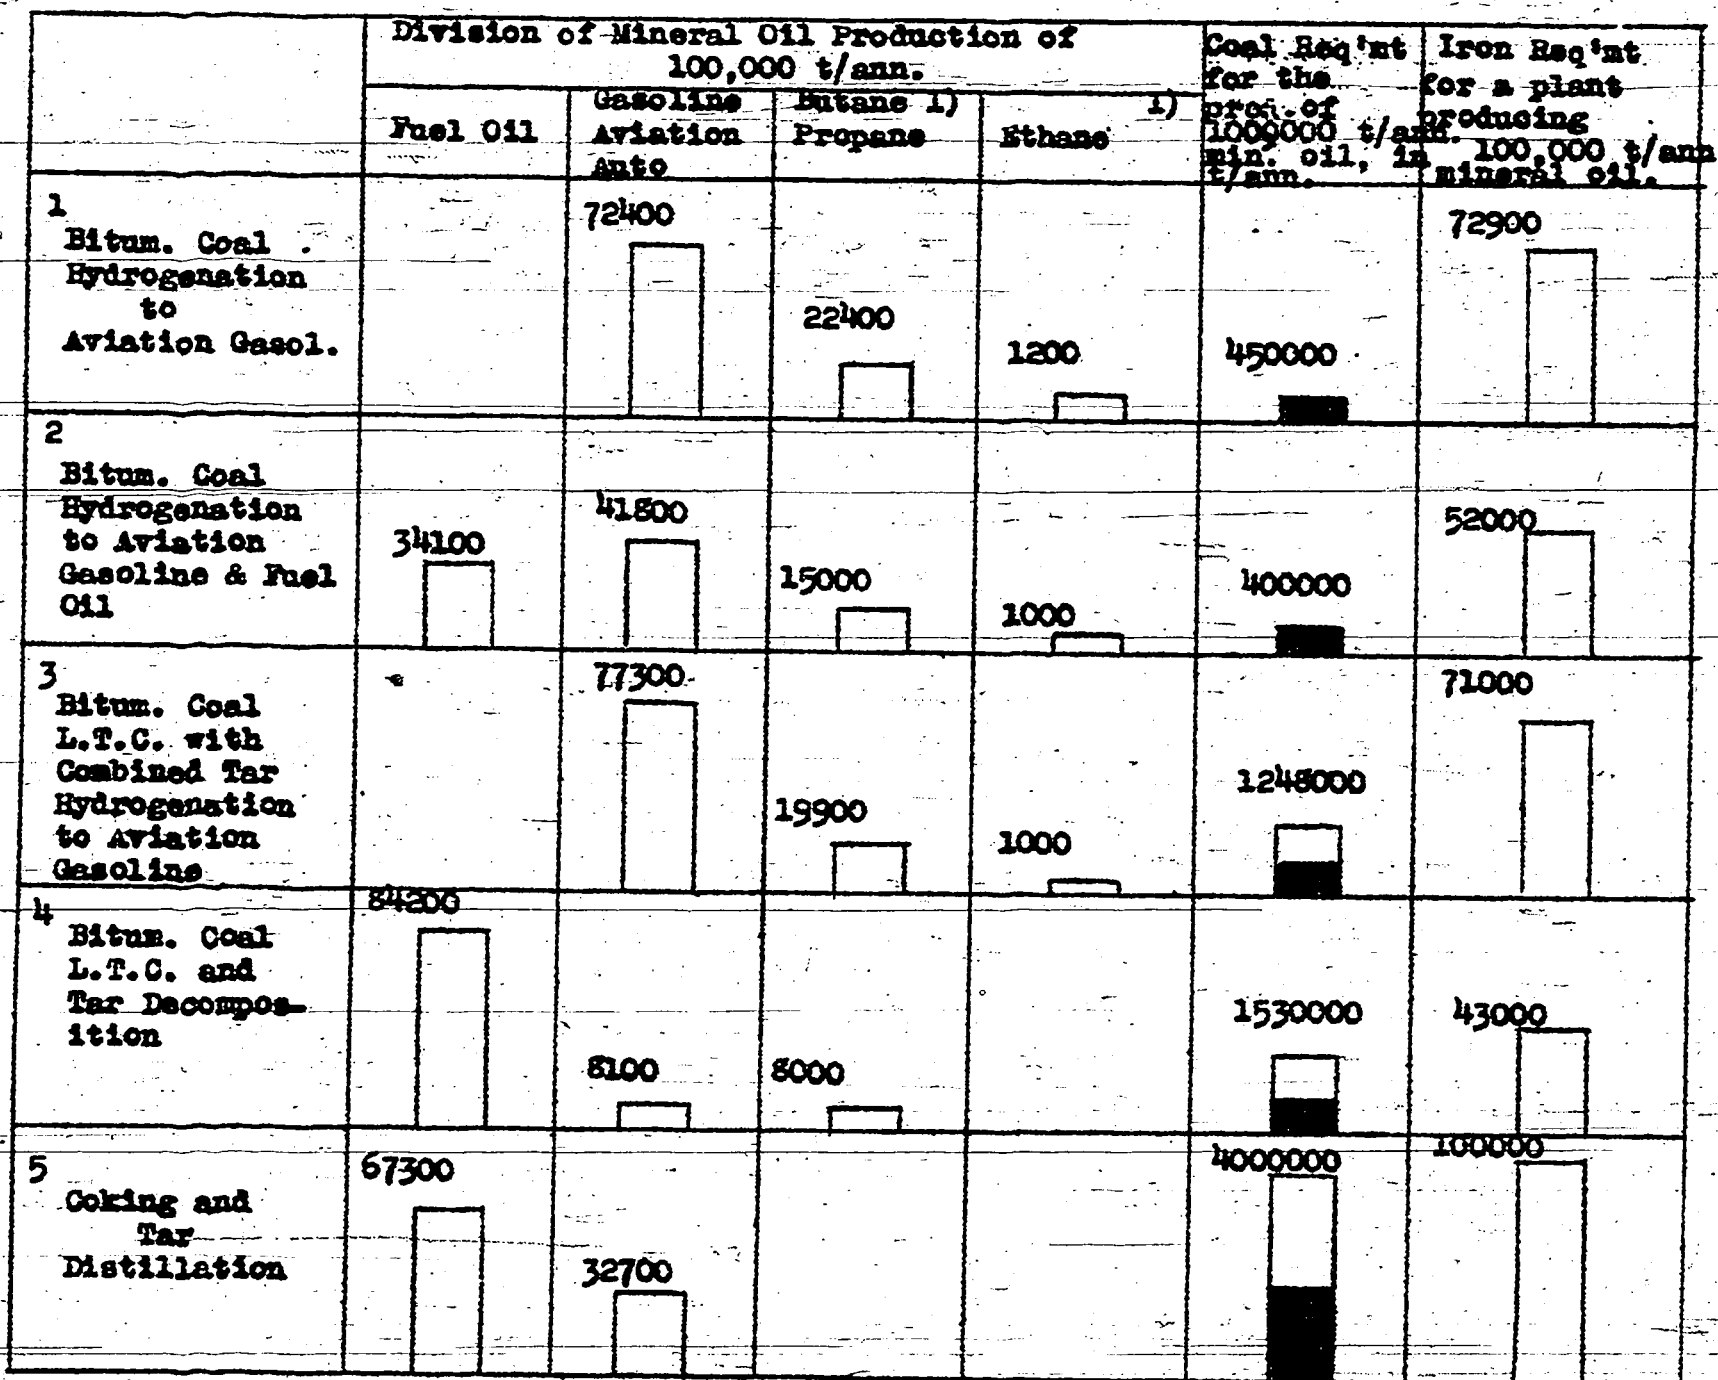 Division of Mineral Oil Production of
100,000 t/ann.
Fuel Oil
Gasoline
Aviation
Auto
Butane 1)
Propane
1)
Ethane
Coal Req'mt
for the
prod. of
1000000 t/ann.
min. oil, in
t/ann.
Iron Req'mt
for a plant
producing
100,000 t/ann
mineral oil.
1
Bitum. Coal
Hydrogenation
to
Aviation Gasol.
72400
22400
1200
450000
72900
2
Bitum. Coal
Hydrogenation
to Aviation
Gasoline & Fuel
Oil
34100
41800
15000
1000
400000
52000
3
Bitum. Coal
L.T.C. with
Combined Tar
Hydrogenation
to Aviation
Gasoline
77300
19900
1000
1248000
71000
4
Bitum. Coal
L.T.C. and
Tar Decompos-
ition
84200
8100
8000
1530000
43000
5
Coking and
Tar
Distillation
67300
32700
4000000
100000